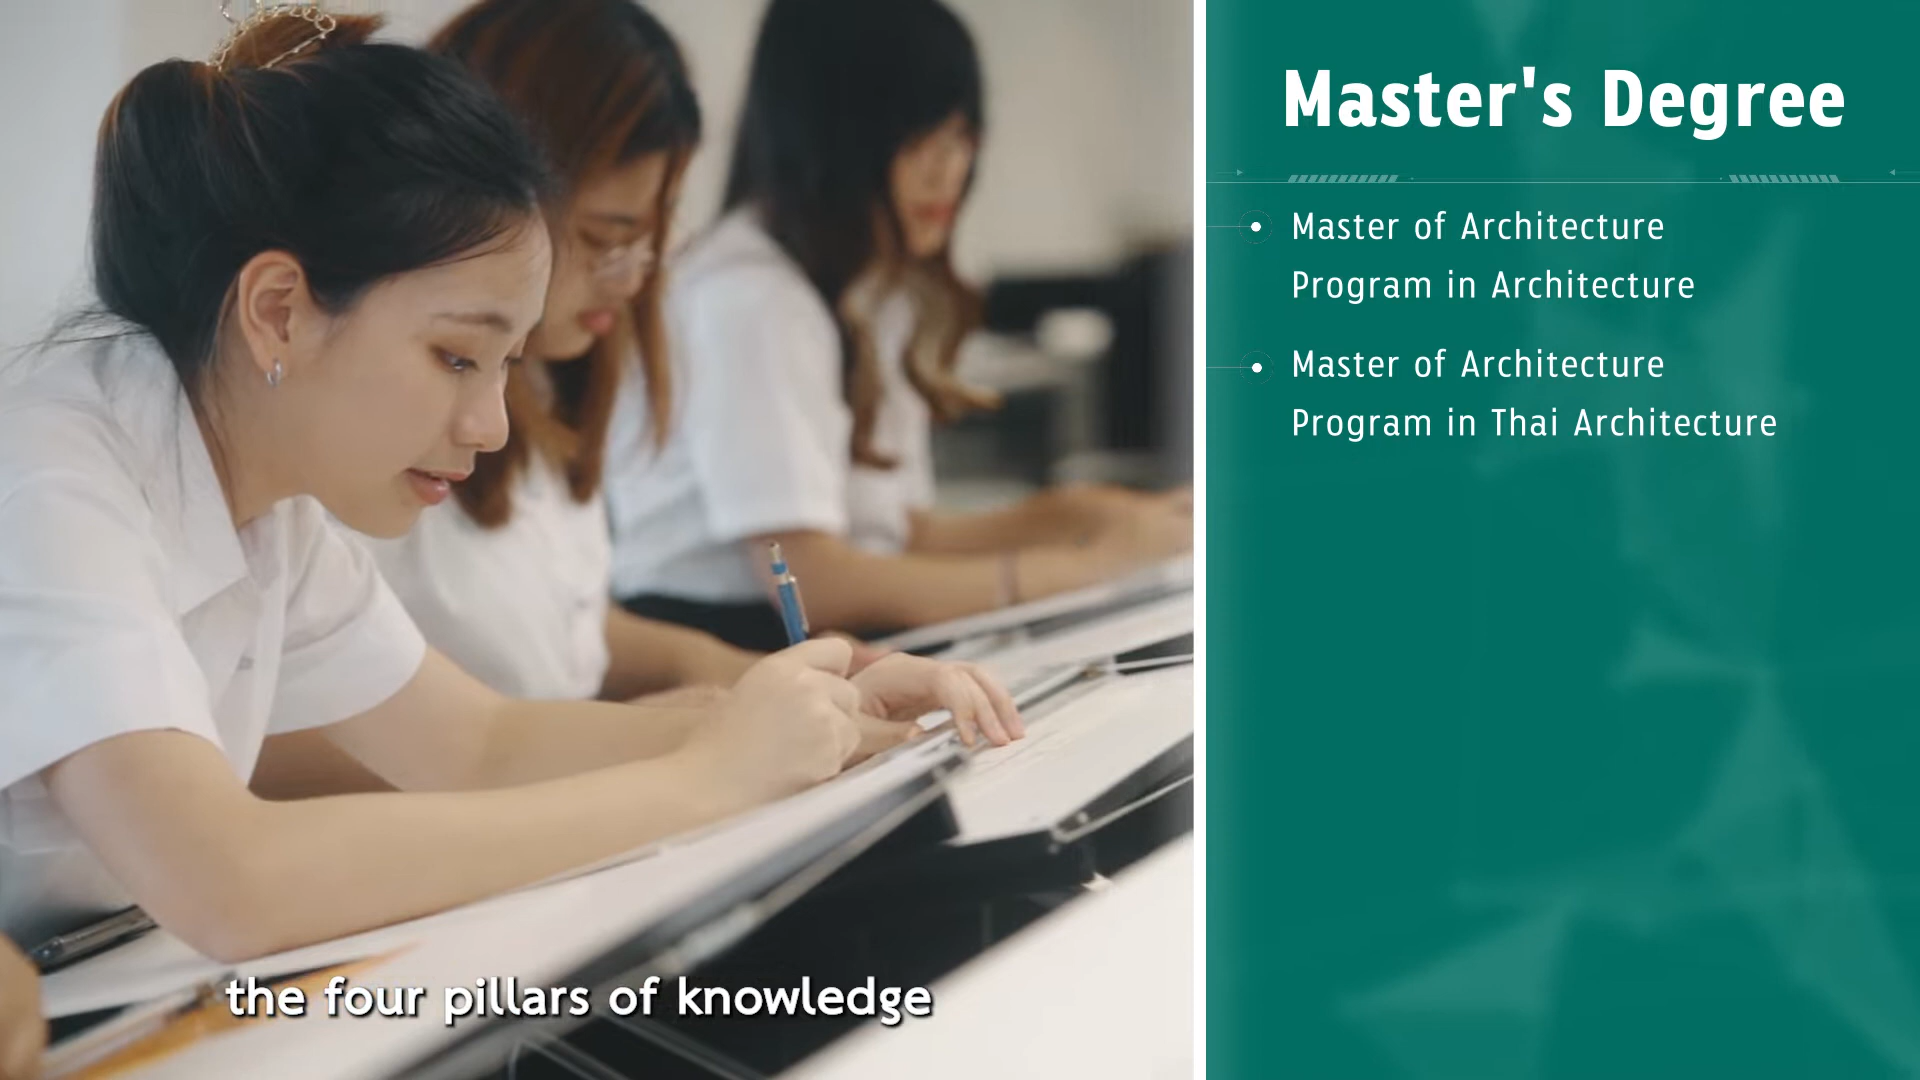 Master's Degree
Master of Architecture
Program in Architecture
Master of Architecture
Program in Thai Architecture
the four pillars of knowledge